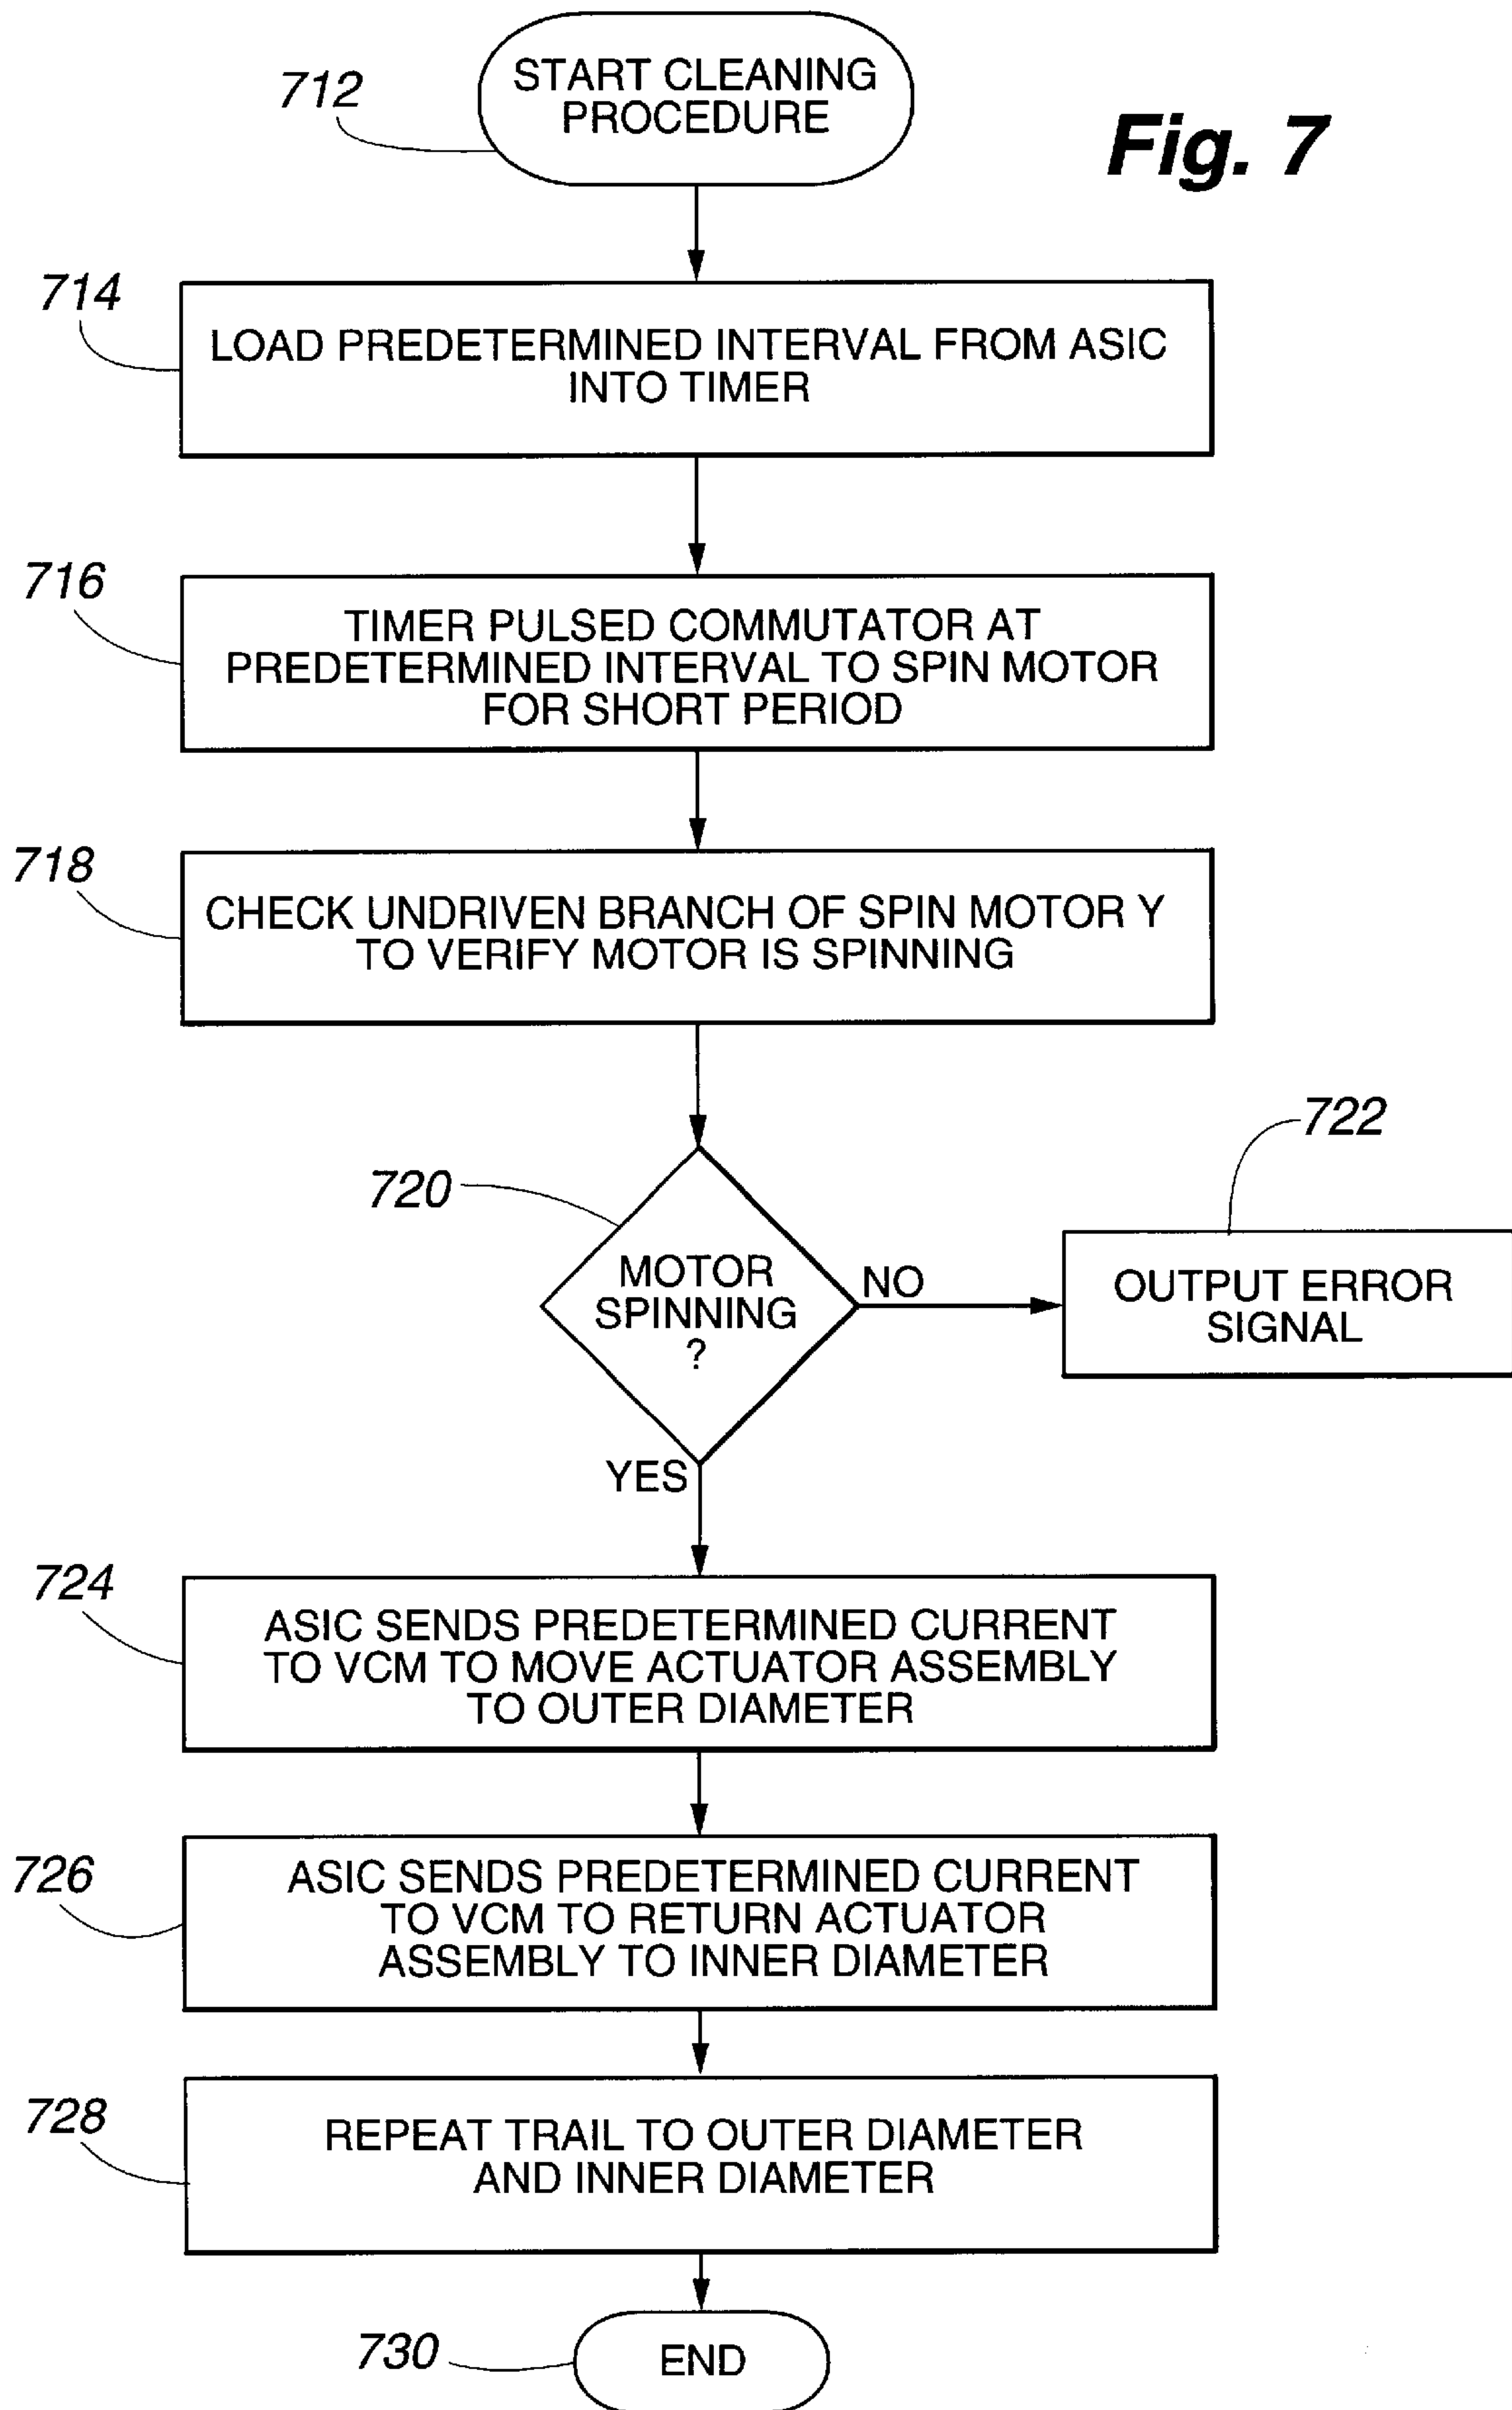 712
START CLEANING
PROCEDURE
Fig. 7
714
LOAD PREDETERMINED INTERVAL FROM ASIC
INTO TIMER
716
TIMER PULSED COMMUTATOR AT
PREDETERMINED INTERVAL TO SPIN MOTOR
FOR SHORT PERIOD
718
CHECK UNDRIVEN BRANCH OF SPIN MOTOR Y
TO VERIFY MOTOR IS SPINNING
720
MOTOR
SPINNING
?
NO
722
OUTPUT ERROR
SIGNAL
YES
724
ASIC SENDS PREDETERMINED CURRENT
TO VCM TO MOVE ACTUATOR ASSEMBLY
TO OUTER DIAMETER
726
ASIC SENDS PREDETERMINED CURRENT
TO VCM TO RETURN ACTUATOR
ASSEMBLY TO INNER DIAMETER
728
REPEAT TRAIL TO OUTER DIAMETER
AND INNER DIAMETER
730
END